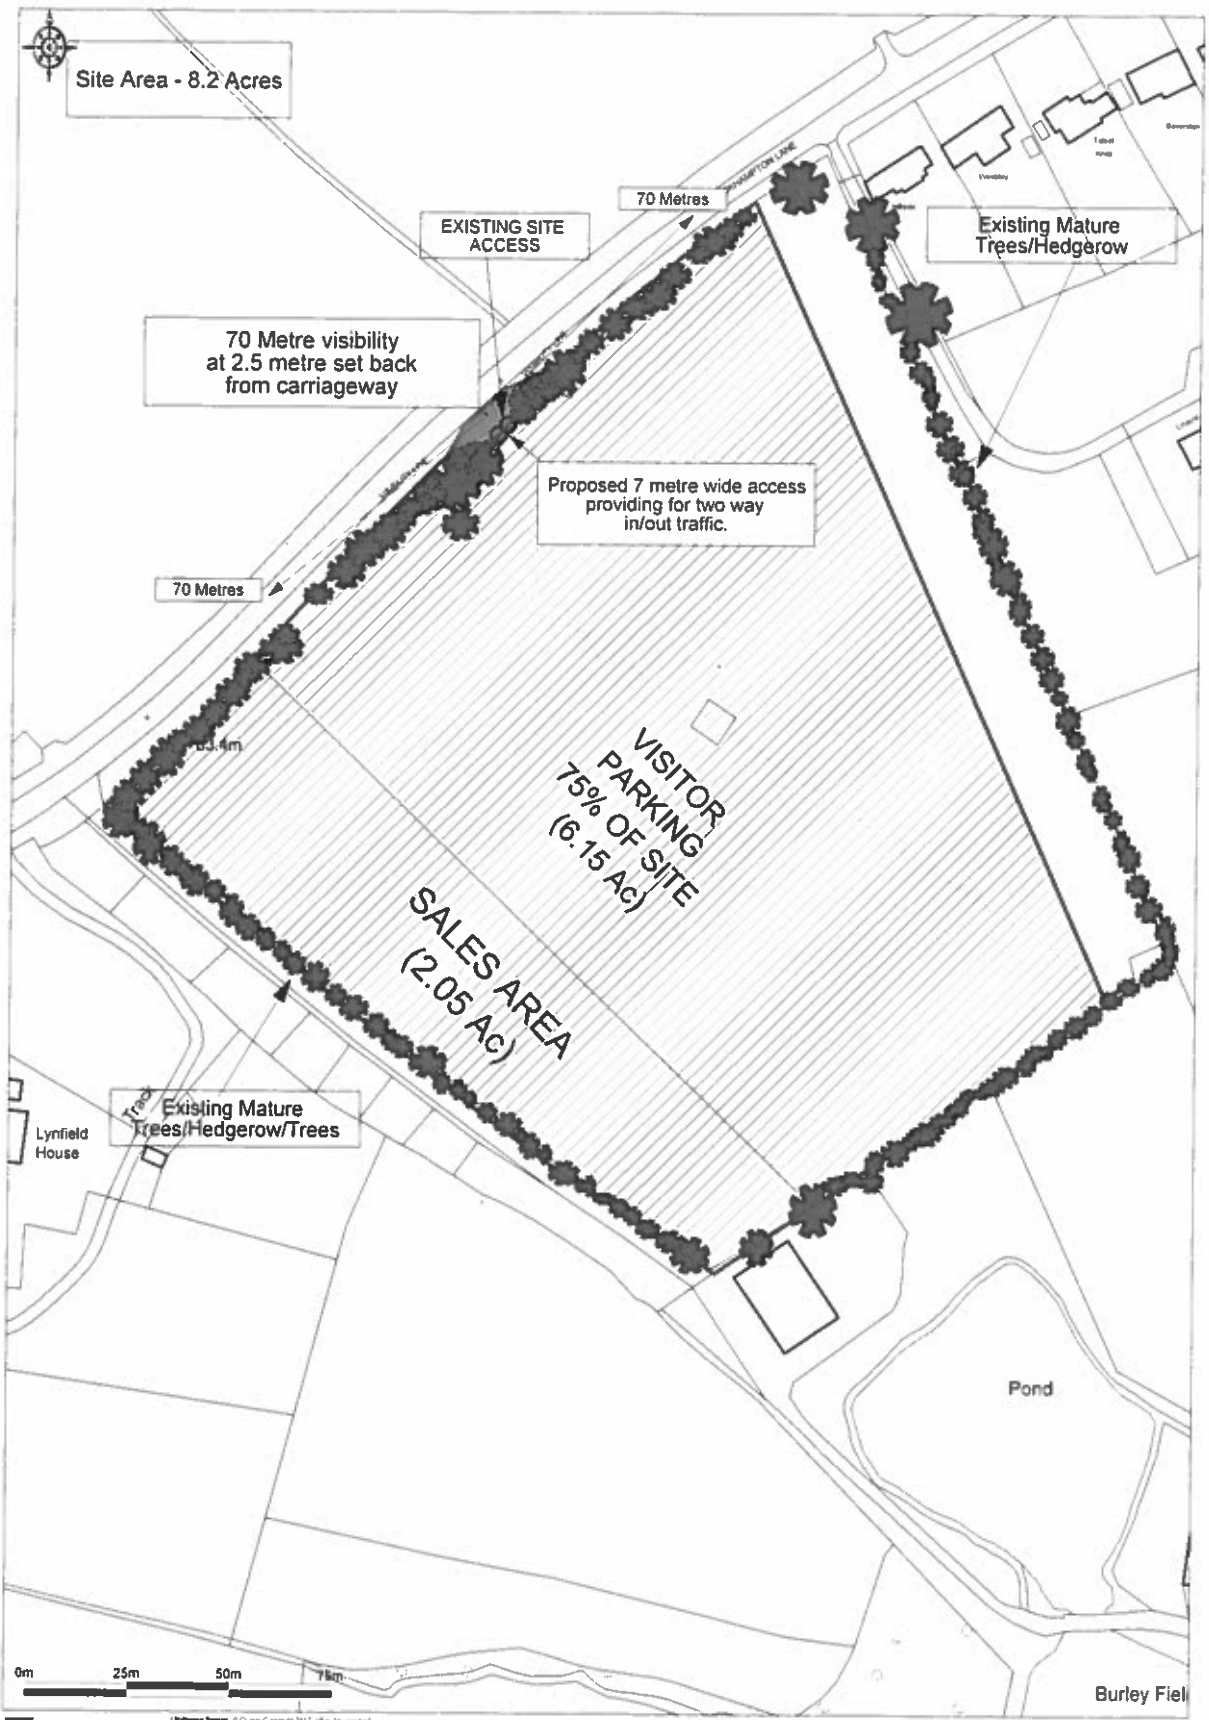 Site Area - 8.2 Acres
70 Metres
EXISTING SITE
ACCESS
Existing Mature
Trees/Hedgerow
70 Metre visibility
at 2.5 metre set back
from carriageway
Proposed 7 metre wide access
providing for two way
in/out traffic.
70 Metres
VISITOR
PARKING
75% OF SITE
(6.15 Ac)
SALES AREA
(2.05 Ac)
Track
Existing Mature
Trees/Hedgerow/Trees
Lynfield
House
Pond
0m 25m 50m 75m
Burley Fiel